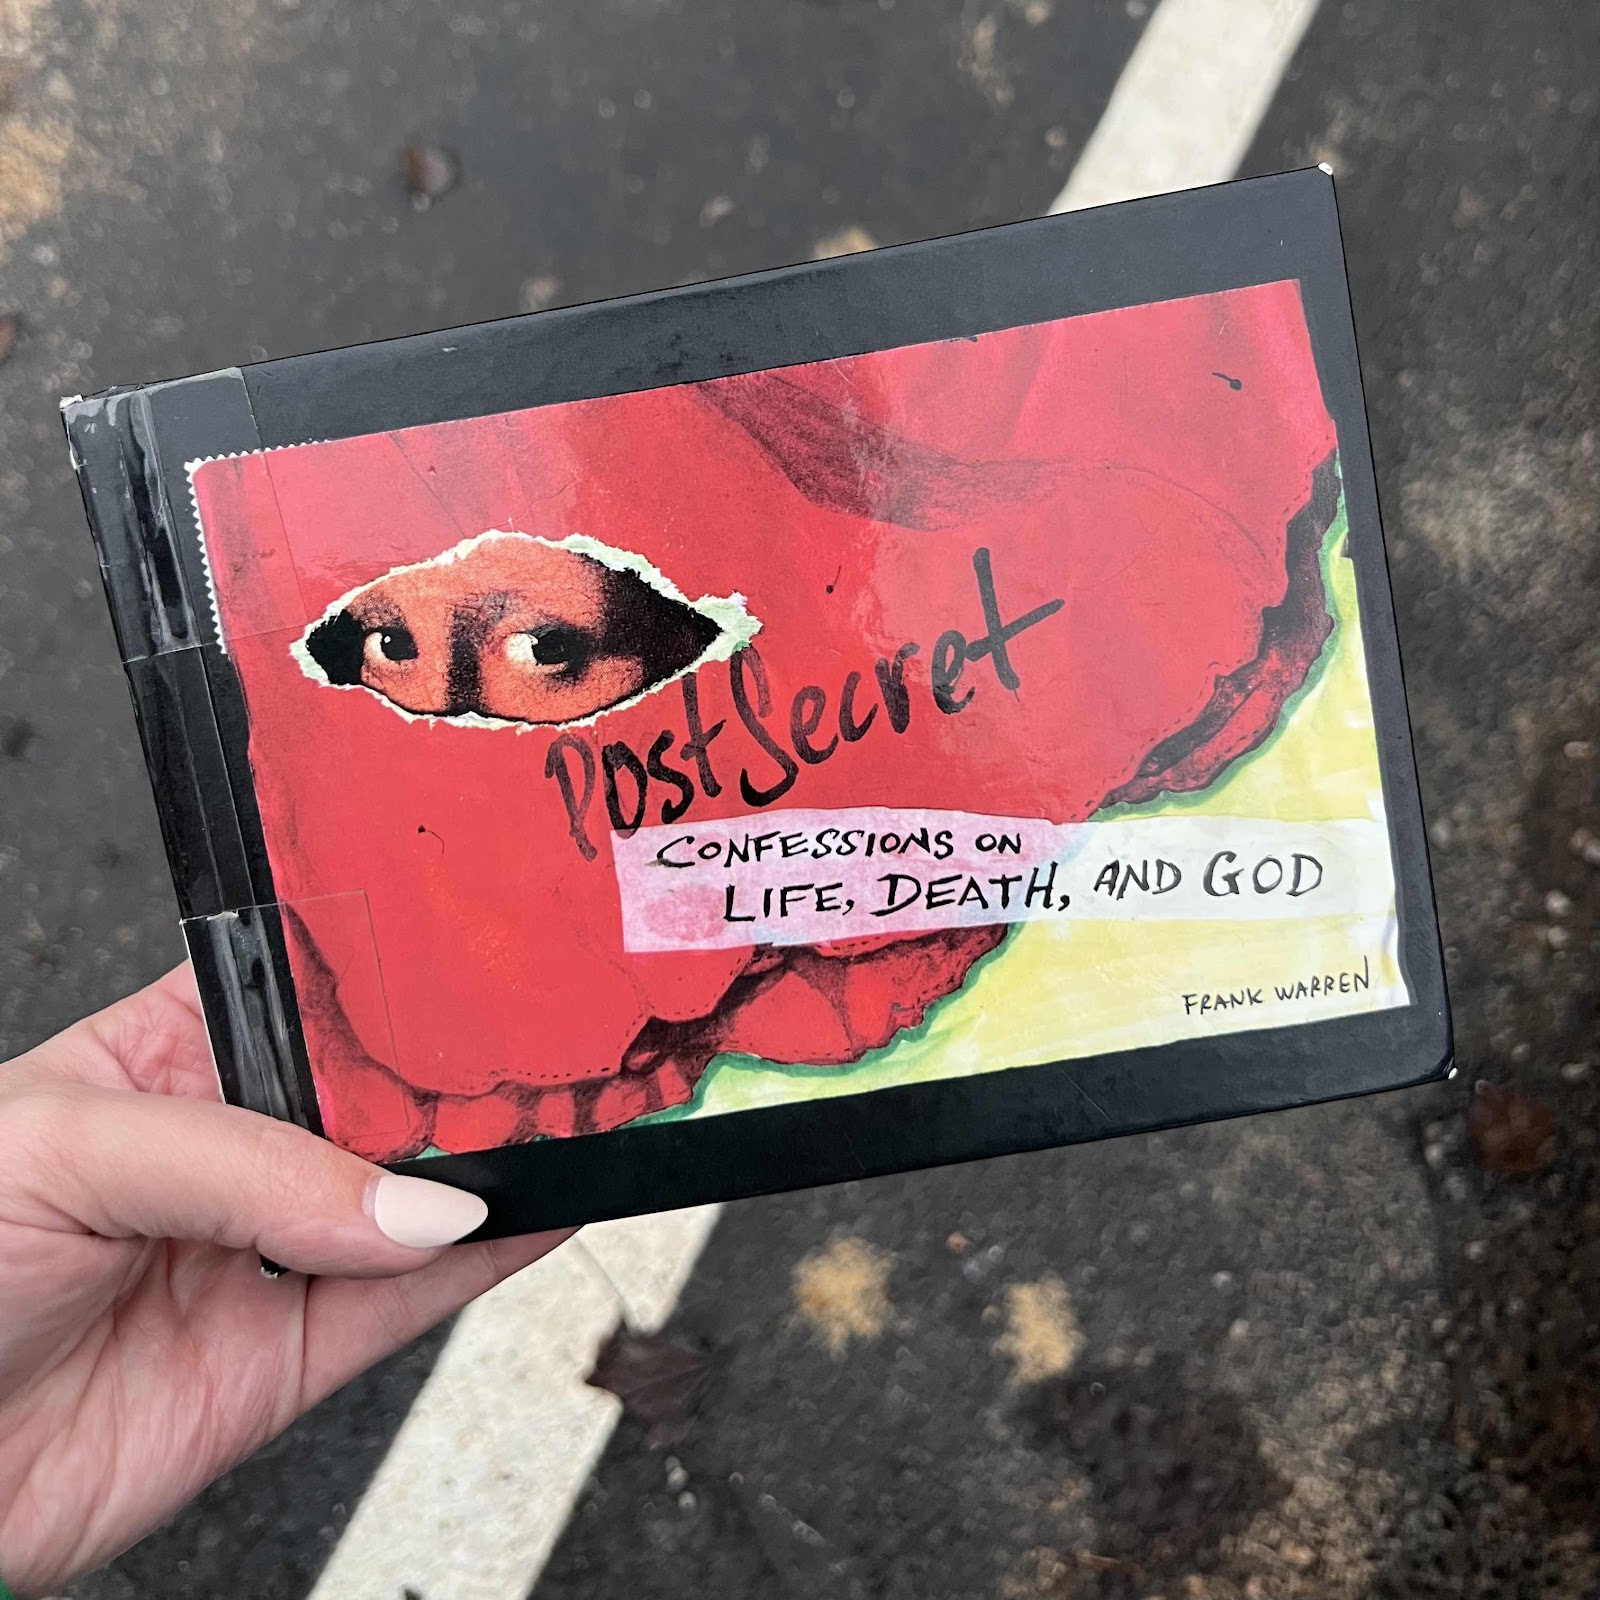 PostSecret
CONFESSIONS ON
LIFE, DEATH, AND GOD
FRANK WARREN